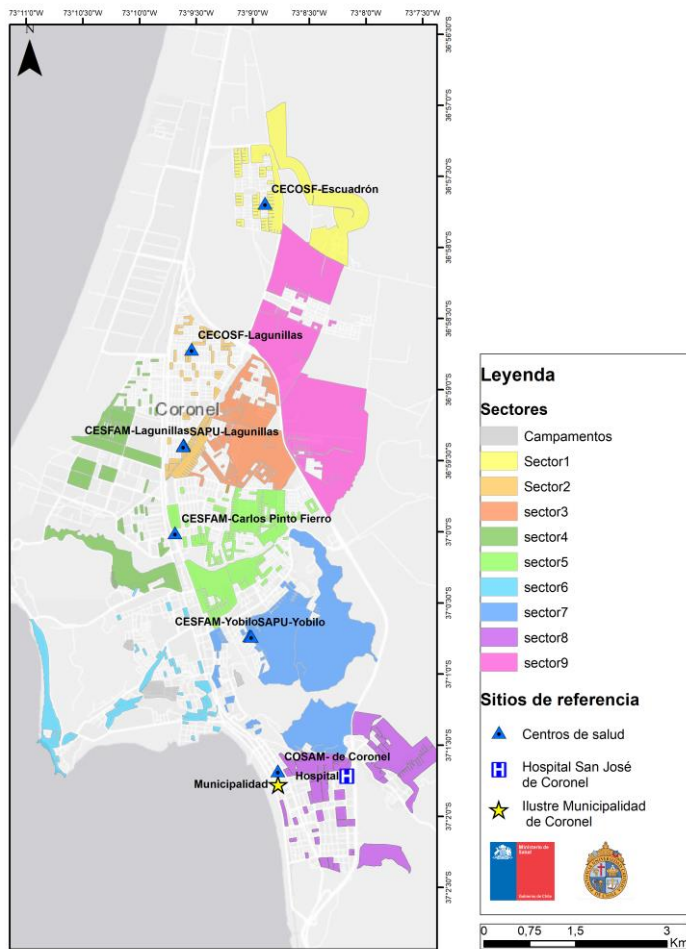 73°11'0"W 73°10'30"W 73°10'0"W 73°9'30"W 73°9'0"W 73°8'30"W 73°8'0"W 73°7'30"W
N
36°56'30"S
36°57'0"S
36°57'30"S
36°58'0"S
36°58'30"S
36°59'0"S
36°59'30"S
37°0'0"S
37°0'30"S
37°1'0"S
37°1'30"S
37°2'0"S
37°2'30"S
CECOSF-Escuadrón
CECOSF-Lagunillas
Coronel
CESFAM-Lagunillas SAPU-Lagunillas
CESFAM-Carlos Pinto Fierro
CESFAM-Yobilo SAPU-Yobilo
COSAM- de Coronel
Hospital H
Municipalidad
Leyenda
Sectores
Campamentos
Sector1
Sector2
sector3
sector4
sector5
sector6
sector7
sector8
sector9
Sitios de referencia
Centros de salud
H Hospital San José
de Coronel
Ilustre Municipalidad
de Coronel
Ministerio de
Salud
Gobierno de Chile
0 0,75 1,5 3
Km